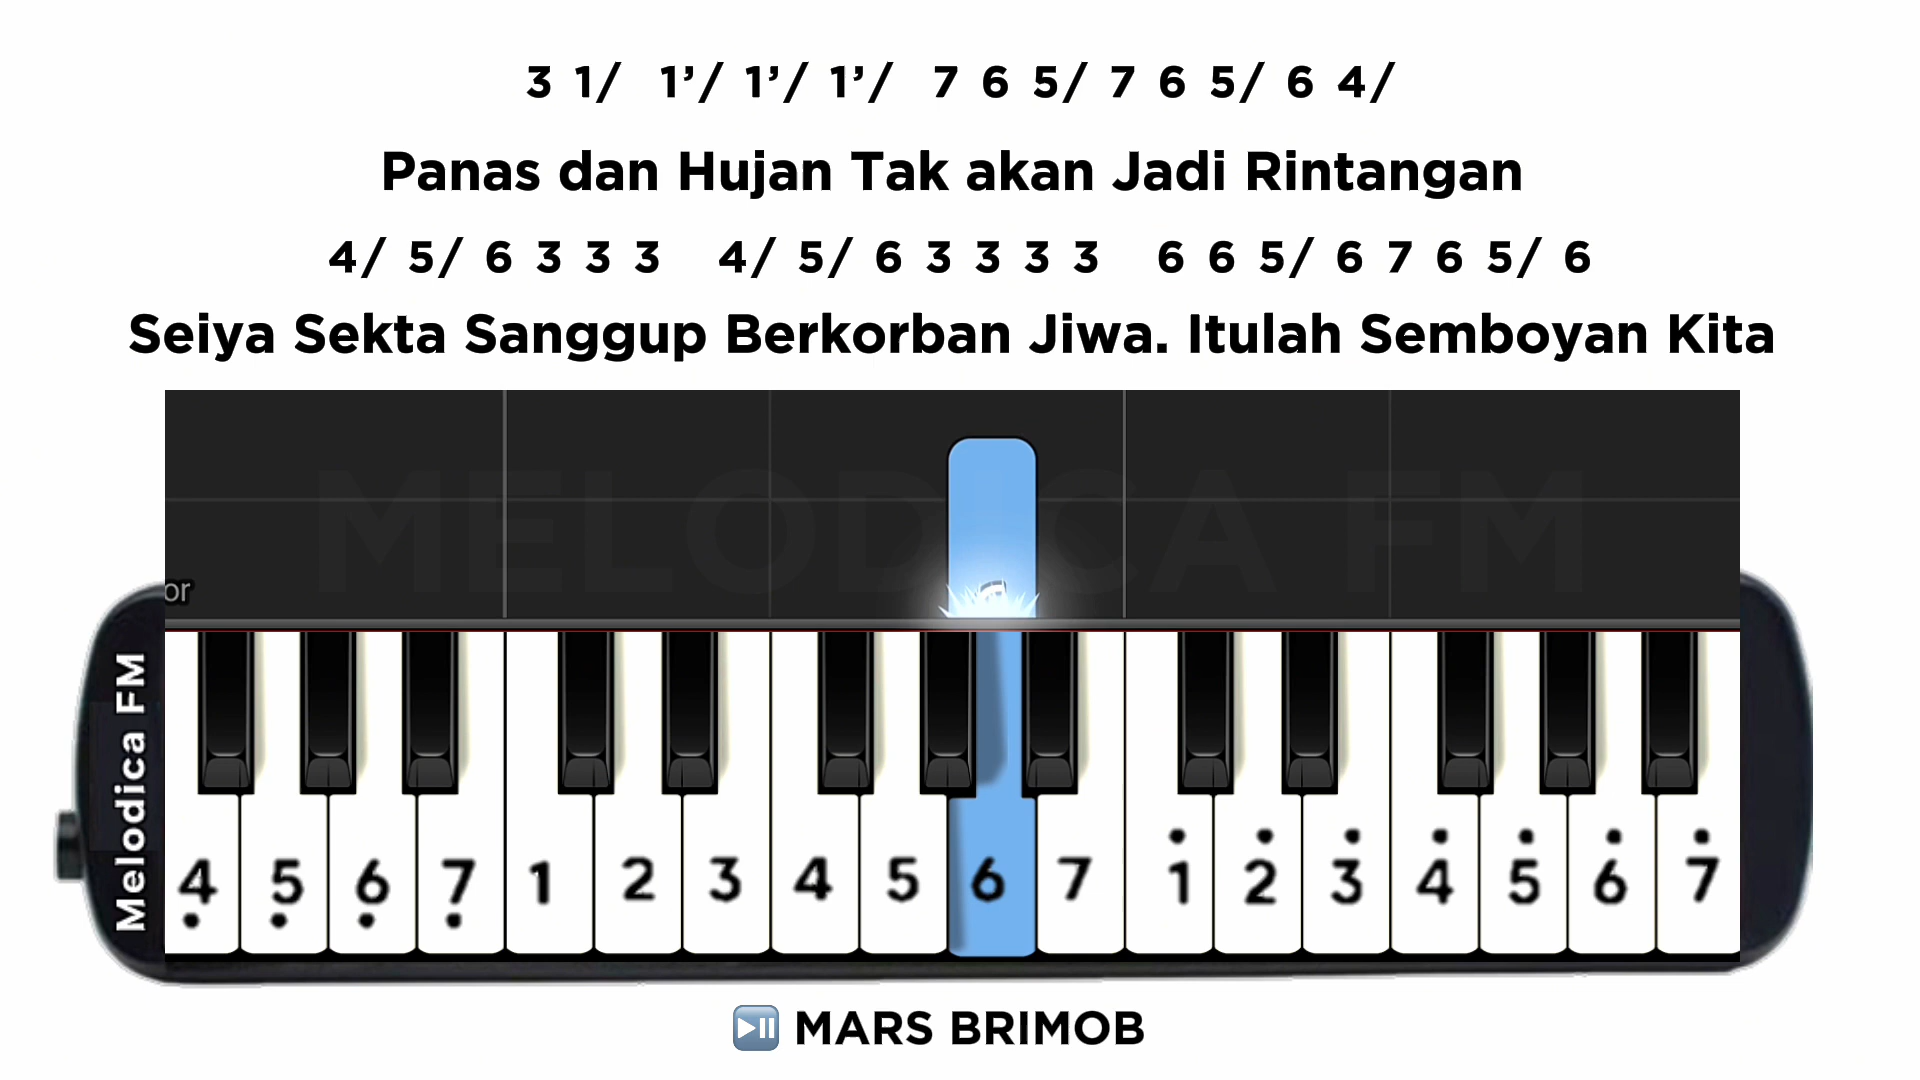 3 1/ 1’/ 1’/ 1’/ 7 6 5/ 7 6 5/ 6 4/
Panas dan Hujan Tak akan Jadi Rintangan
4/ 5/ 6 3 3 3 4/ 5/ 6 3 3 3 3 6 6 5/ 6 7 6 5/ 6
Seiya Sekta Sanggup Berkorban Jiwa. Itulah Semboyan Kita
MELODICA FM
or
Melodica FM
4̣ 5̣ 6̣ 7̣ 1 2 3 4 5 6 7 1̇ 2̇ 3̇ 4̇ 5̇ 6̇ 7̇
MARS BRIMOB